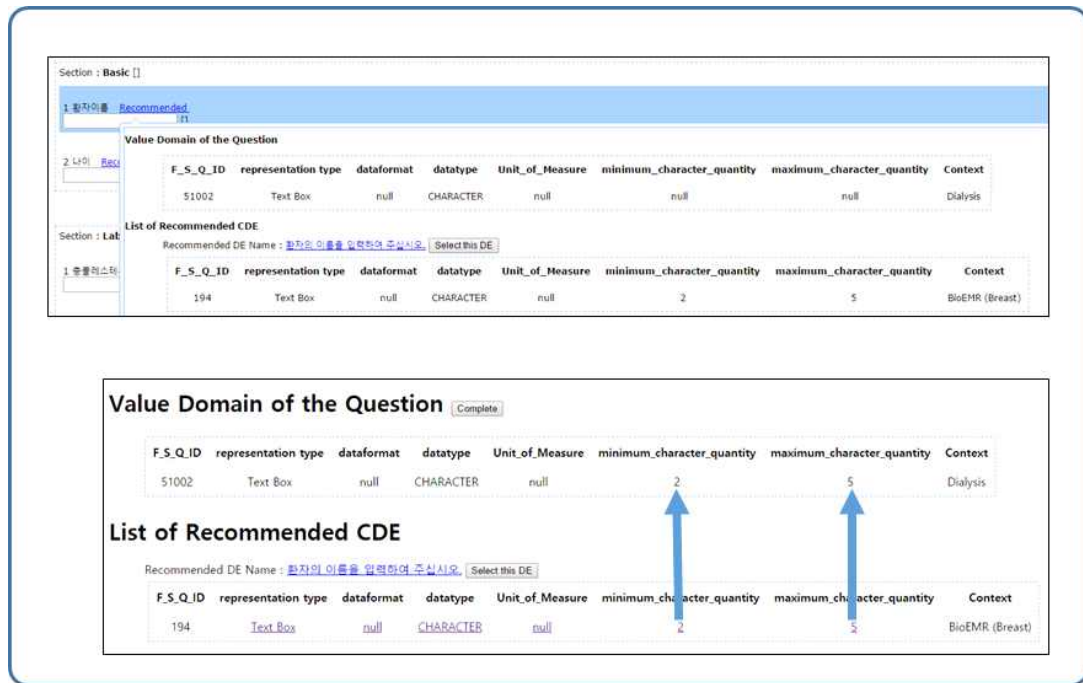 Section : Basic []
1 환자이름 Recommended
[]
Value Domain of the Question
2 나이 Rec
F_S_Q_ID representation type dataformat datatype Unit_of_Measure minimum_character_quantity maximum_character_quantity Context
51002 Text Box null CHARACTER null null null Dialysis
List of Recommended CDE
Section : Lab
Recommended DE Name : 환자의 이름을 입력하여 주십시오. Select this DE
1 총콜레스테
F_S_Q_ID representation type dataformat datatype Unit_of_Measure minimum_character_quantity maximum_character_quantity Context
194 Text Box null CHARACTER null 2 5 BioEMR (Breast)
Value Domain of the Question Complete
F_S_Q_ID representation type dataformat datatype Unit_of_Measure minimum_character_quantity maximum_character_quantity Context
51002 Text Box null CHARACTER null 2 5 Dialysis
List of Recommended CDE
Recommended DE Name : 환자의 이름을 입력하여 주십시오. Select this DE
F_S_Q_ID representation type dataformat datatype Unit_of_Measure minimum_character_quantity maximum_character_quantity Context
194 Text Box null CHARACTER null 2 5 BioEMR (Breast)